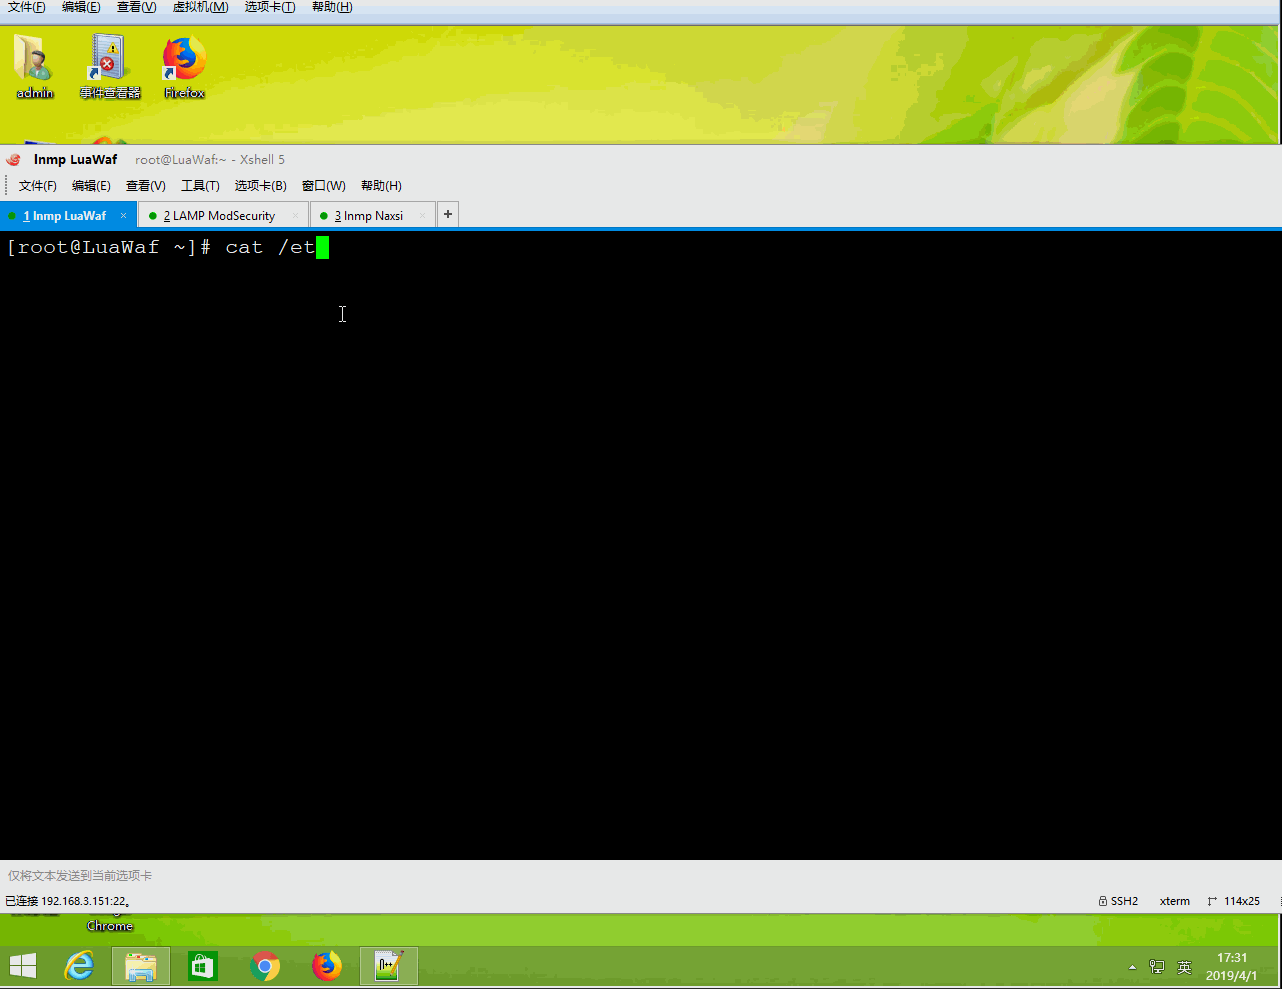 文件(F) 编辑(E) 查看(V) 虚拟机(M) 选项卡(T) 帮助(H)
admin 事件查看器 Firefox
lnmp LuaWaf root@LuaWaf:~ - Xshell 5
文件(F) 编辑(E) 查看(V) 工具(T) 选项卡(B) 窗口(W) 帮助(H)
1 lnmp LuaWaf × 2 LAMP ModSecurity × 3 lnmp Naxsi × +
[root@LuaWaf ~]# cat /et
仅将文本发送到当前选项卡
已连接 192.168.3.151:22。 SSH2 xterm 114x25
Chrome
英 17:31
2019/4/1